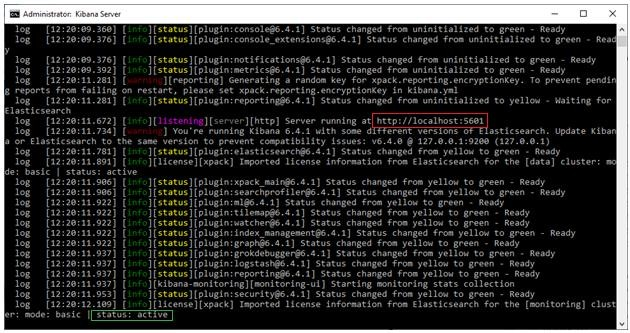 Administrator: Kibana Server
log [12:20:09.360] [info][status][plugin:console@6.4.1] Status changed from uninitialized to green - Ready
log [12:20:09.376] [info][status][plugin:console_extensions@6.4.1] Status changed from uninitialized to green - Read
y
log [12:20:09.376] [info][status][plugin:notifications@6.4.1] Status changed from uninitialized to green - Ready
log [12:20:09.392] [info][status][plugin:metrics@6.4.1] Status changed from uninitialized to green - Ready
log [12:20:11.281] [warning][reporting] Generating a random key for xpack.reporting.encryptionKey. To prevent pendin
g reports from failing on restart, please set xpack.reporting.encryptionKey in kibana.yml
log [12:20:11.281] [info][status][plugin:reporting@6.4.1] Status changed from uninitialized to yellow - Waiting for
Elasticsearch
log [12:20:11.672] [info][listening][server][http] Server running at http://localhost:5601
log [12:20:11.734] [warning] You're running Kibana 6.4.1 with some different versions of Elasticsearch. Update Kiban
a or Elasticsearch to the same version to prevent compatibility issues: v6.4.0 @ 127.0.0.1:9200 (127.0.0.1)
log [12:20:11.781] [info][status][plugin:elasticsearch@6.4.1] Status changed from yellow to green - Ready
log [12:20:11.891] [info][license][xpack] Imported license information from Elasticsearch for the [data] cluster: mo
de: basic | status: active
log [12:20:11.906] [info][status][plugin:xpack_main@6.4.1] Status changed from yellow to green - Ready
log [12:20:11.906] [info][status][plugin:searchprofiler@6.4.1] Status changed from yellow to green - Ready
log [12:20:11.922] [info][status][plugin:ml@6.4.1] Status changed from yellow to green - Ready
log [12:20:11.922] [info][status][plugin:tilemap@6.4.1] Status changed from yellow to green - Ready
log [12:20:11.922] [info][status][plugin:watcher@6.4.1] Status changed from yellow to green - Ready
log [12:20:11.922] [info][status][plugin:index_management@6.4.1] Status changed from yellow to green - Ready
log [12:20:11.922] [info][status][plugin:graph@6.4.1] Status changed from yellow to green - Ready
log [12:20:11.937] [info][status][plugin:grokdebugger@6.4.1] Status changed from yellow to green - Ready
log [12:20:11.937] [info][status][plugin:logstash@6.4.1] Status changed from yellow to green - Ready
log [12:20:11.937] [info][status][plugin:reporting@6.4.1] Status changed from yellow to green - Ready
log [12:20:11.937] [info][kibana-monitoring][monitoring-ui] Starting monitoring stats collection
log [12:20:11.953] [info][status][plugin:security@6.4.1] Status changed from yellow to green - Ready
log [12:20:12.109] [info][license][xpack] Imported license information from Elasticsearch for the [monitoring] clust
er: mode: basic | status: active